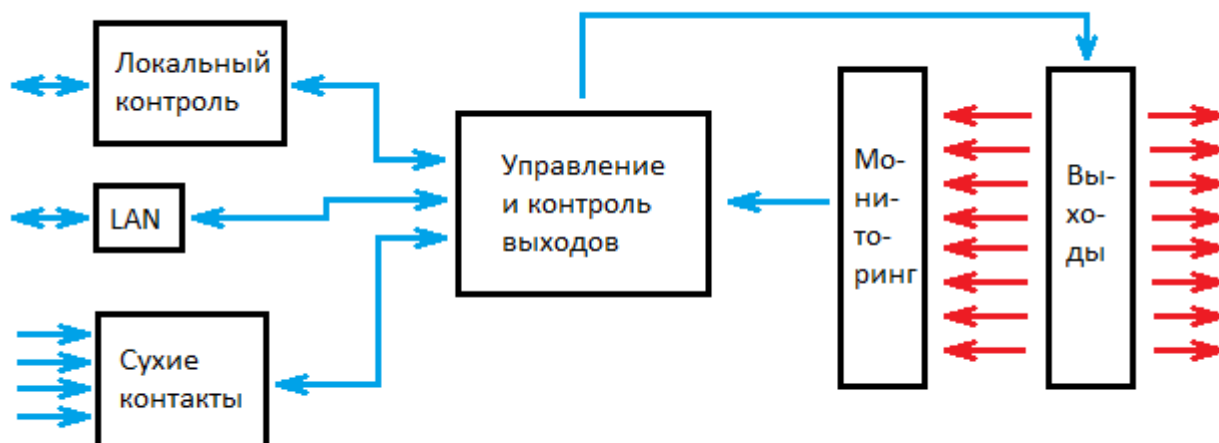 Локальный
контроль
LAN
Сухие
контакты
Управление
и контроль
выходов
Мо-
ни-
то-
ринг
Вы-
хо-
ды